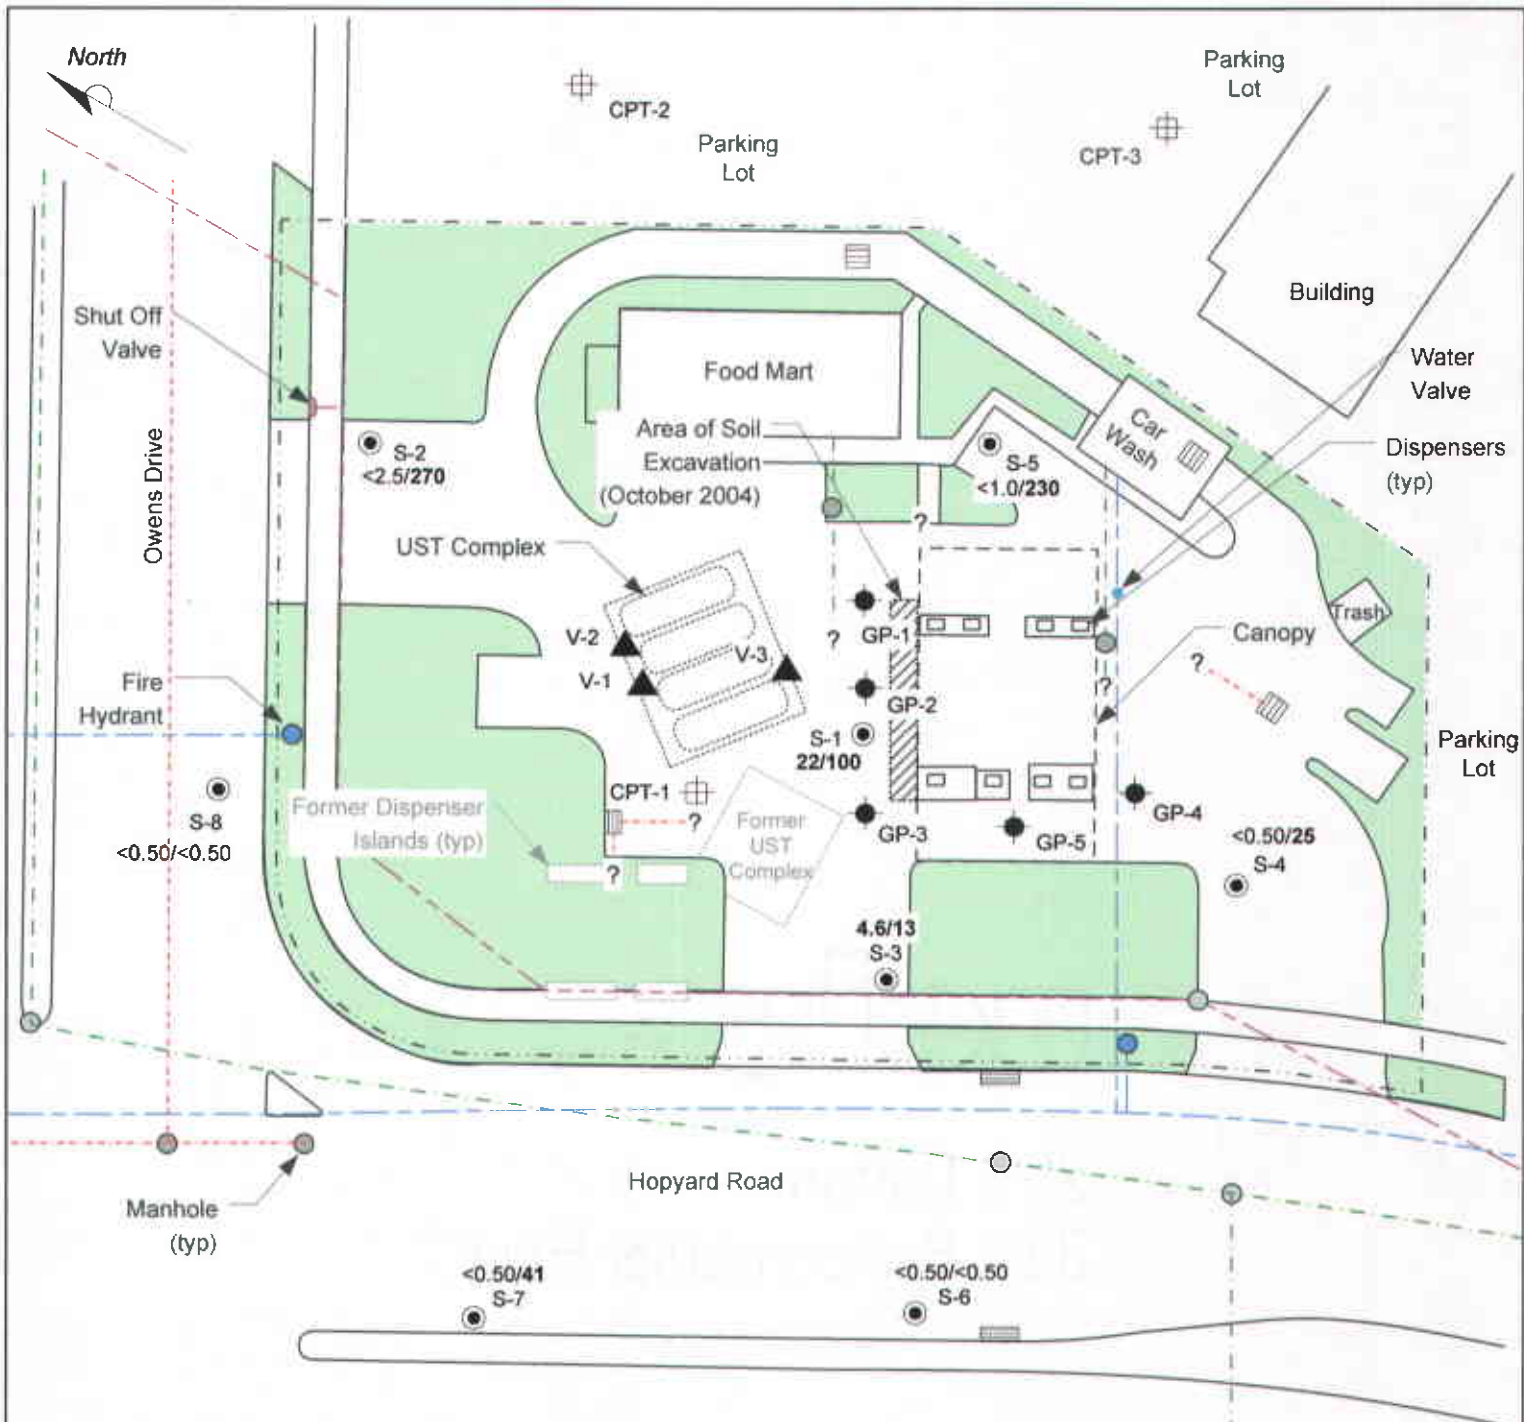 North
CPT-2
Parking
Lot
CPT-3
Parking
Lot
Building
Shut Off
Valve
Owens Drive
S-2
<2.5/270
Food Mart
Area of Soil
Excavation
(October 2004)
Car
Wash
S-5
<1.0/230
Water
Valve
Dispensers
(typ)
?
UST Complex
V-2
V-1
V-3
?
GP-1
GP-2
S-1
22/100
?
Canopy
?
Trash
Parking
Lot
Fire
Hydrant
S-8
<0.50/<0.50
Former Dispenser
Islands (typ)
CPT-1
?
?
Former
UST
Complex
GP-3
GP-5
GP-4
<0.50/25
S-4
4.6/13
S-3
Manhole
(typ)
Hopyard Road
<0.50/41
S-7
<0.50/<0.50
S-6